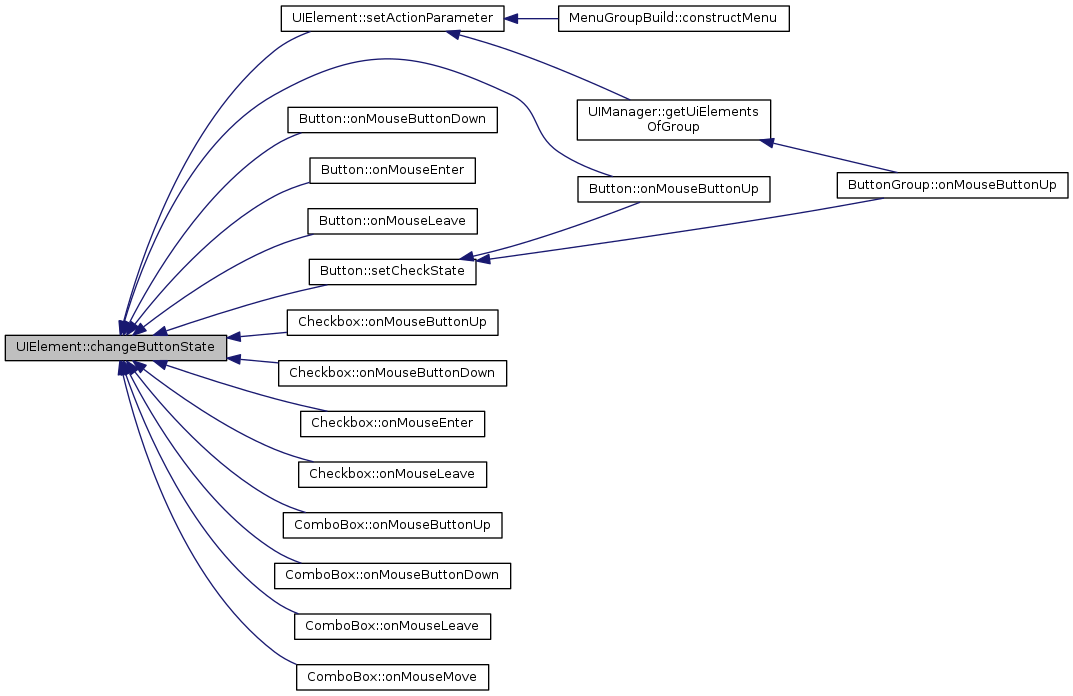 UIElement::setActionParameter
MenuGroupBuild::constructMenu
UIManager::getUiElements
OfGroup
Button::onMouseButtonDown
Button::onMouseEnter
Button::onMouseButtonUp
ButtonGroup::onMouseButtonUp
Button::onMouseLeave
Button::setCheckState
Checkbox::onMouseButtonUp
UIElement::changeButtonState
Checkbox::onMouseButtonDown
Checkbox::onMouseEnter
Checkbox::onMouseLeave
ComboBox::onMouseButtonUp
ComboBox::onMouseButtonDown
ComboBox::onMouseLeave
ComboBox::onMouseMove